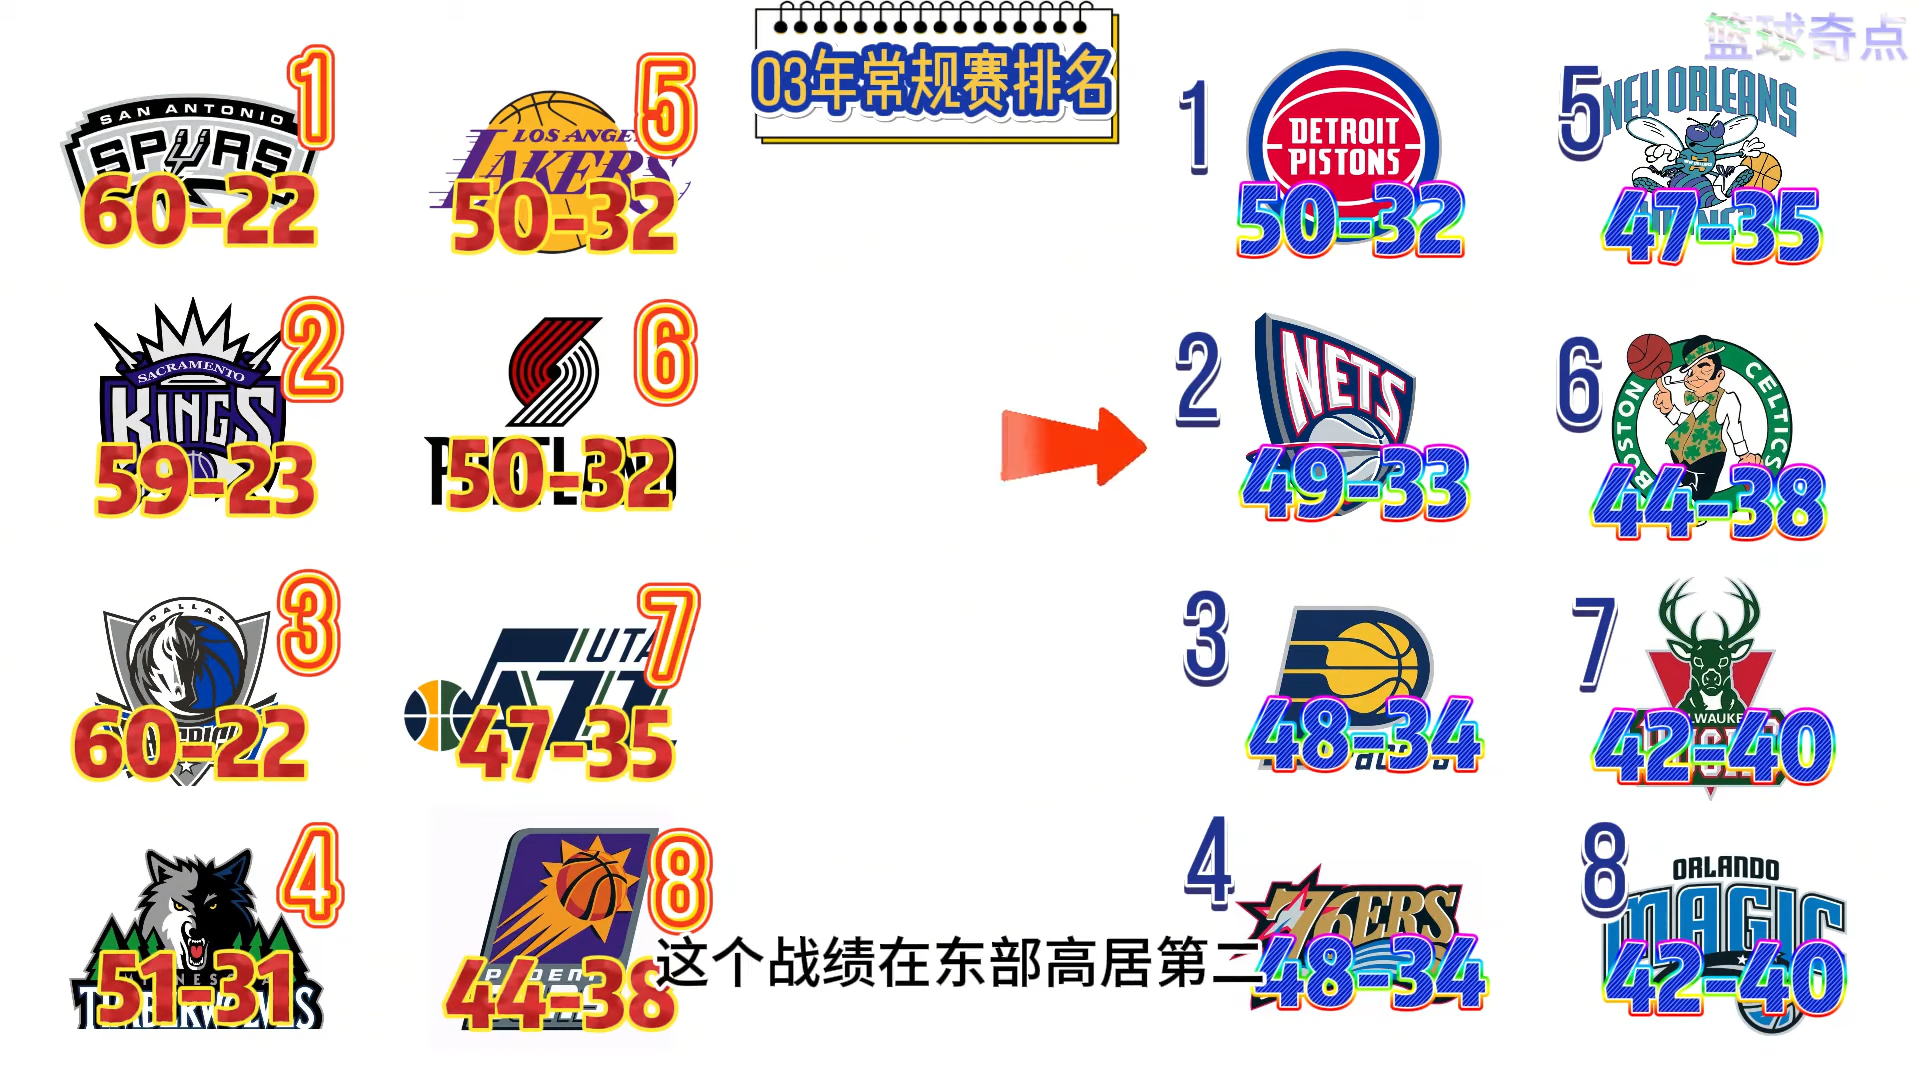 篮球奇点
03年常规赛排名
1
SAN ANTONIO
SPURS
60-22
5
LOS ANGE
LAKERS
50-32
1
DETROIT
PISTONS
50-32
5
NEW ORLEANS
47-35
2
SACRAMENTO
KINGS
59-23
6
50-32
2
NETS
49-33
6
BOSTON CELTICS
44-38
3
DALLAS
60-22
7
UTA
47-35
3
48-34
7
42-40
4
51-31
8
44-38
4
76ERS
48-34
8
ORLANDO
MAGIC
42-40
这个战绩在东部高居第二